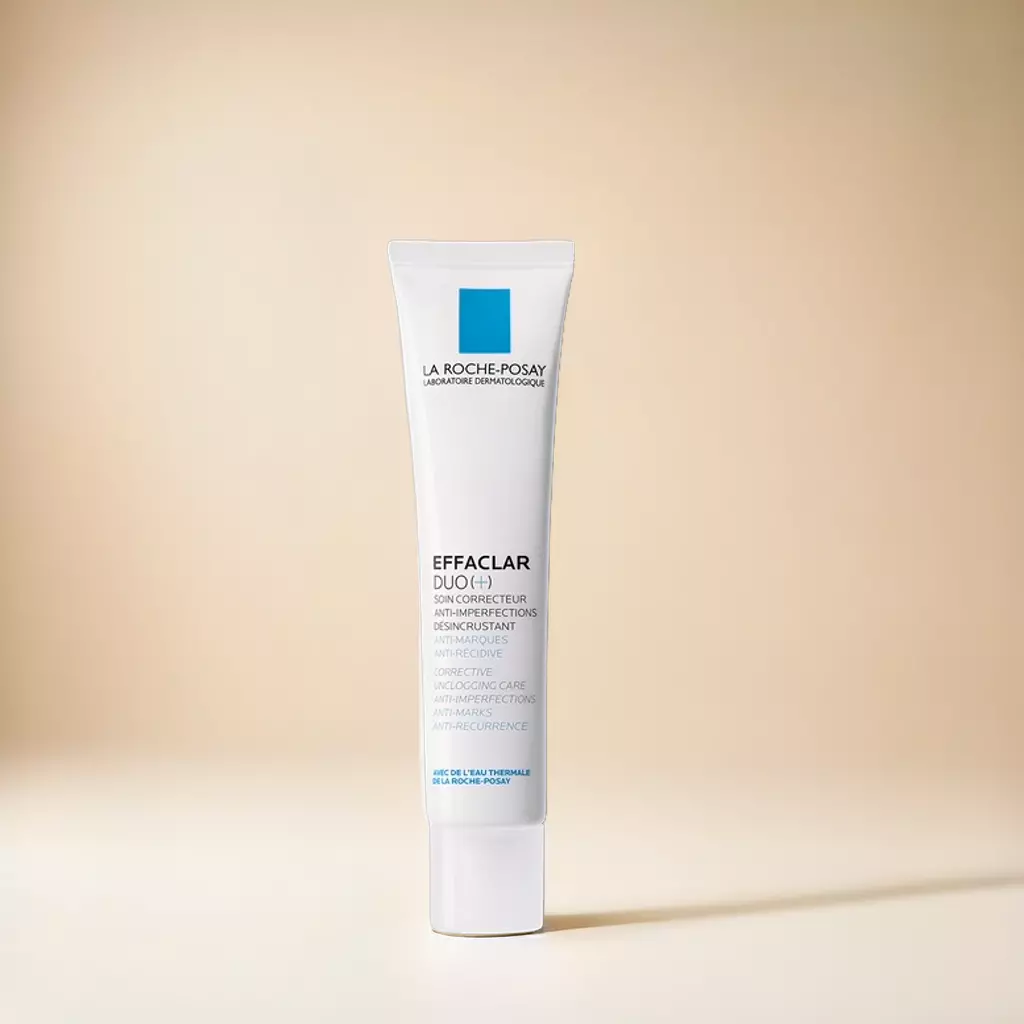 LA ROCHE-POSAY
LABORATOIRE DERMATOLOGIQUE
EFFACLAR
DUO(+)
SOIN CORRECTEUR
ANTI-IMPERFECTIONS
DÉSINCRUSTANT
ANTI-MARQUES
ANTI-RÉCIDIVE
CORRECTIVE
UNCLOGGING CARE
ANTI-IMPERFECTIONS
ANTI-MARKS
ANTI-RECURRENCE
AVEC DE L'EAU THERMALE
DE LA ROCHE-POSAY